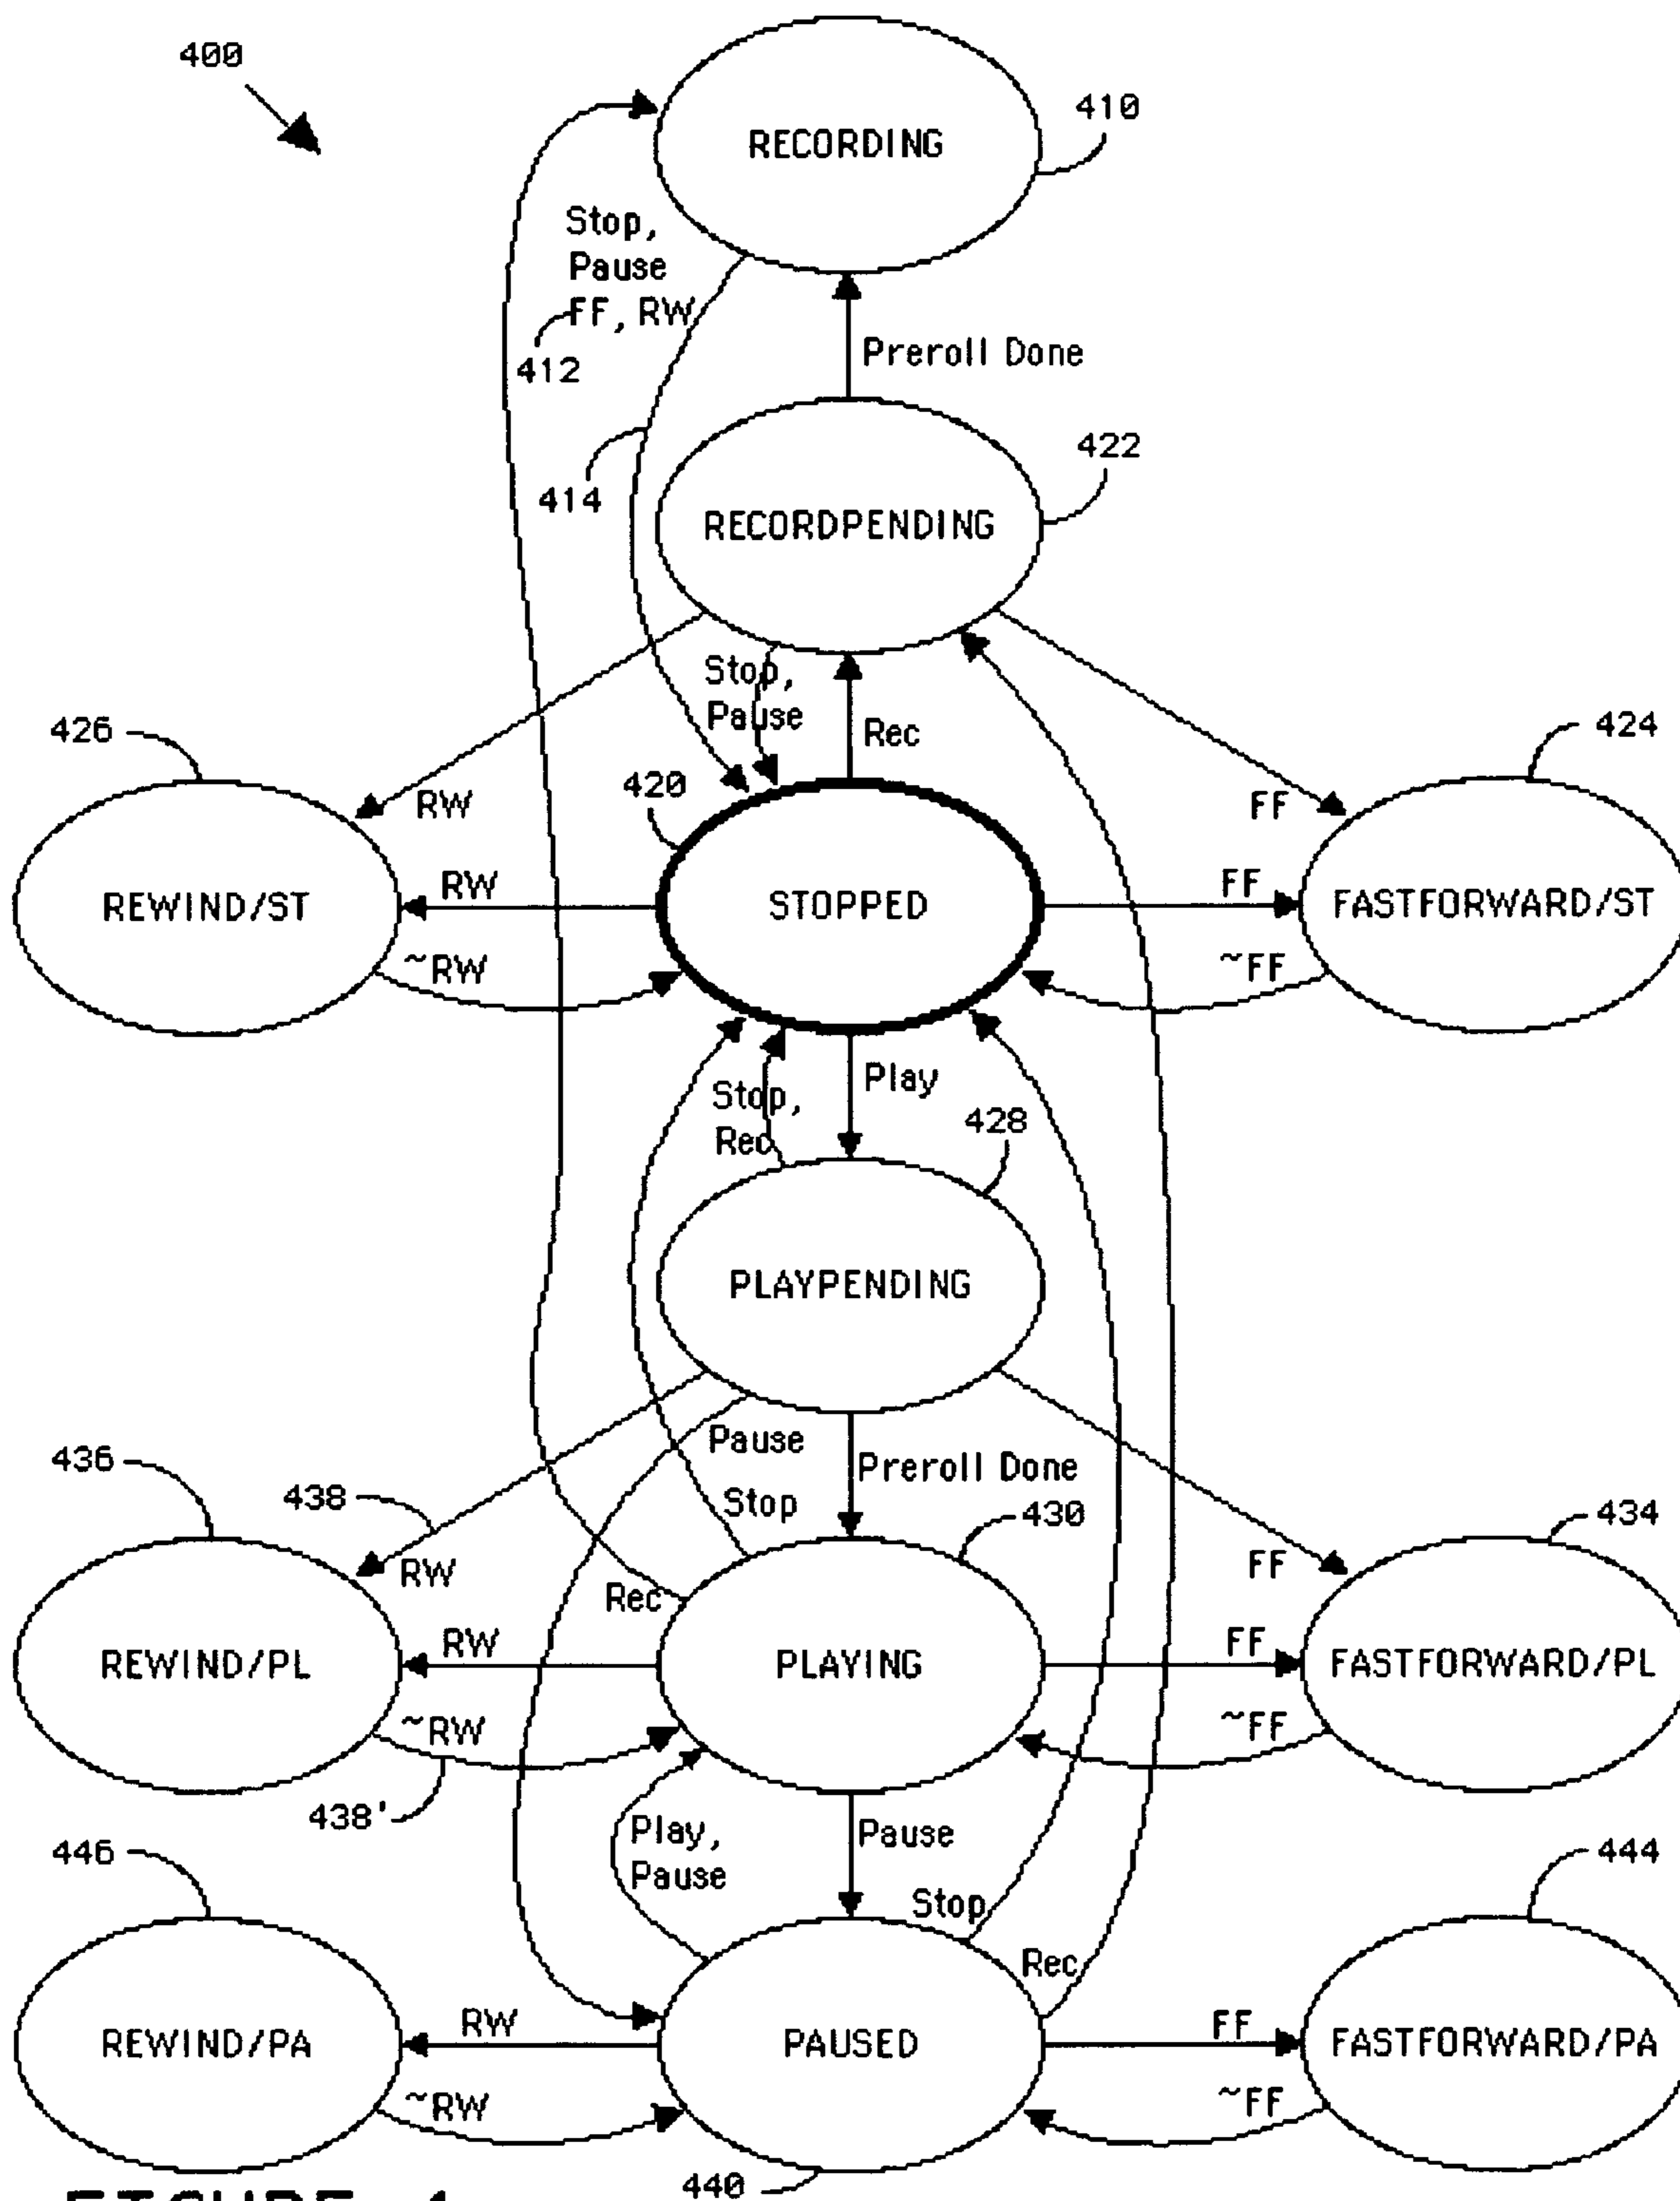 400
RECORDING
410
Stop,
Pause
FF, RW
412
Preroll Done
414
422
RECORDPENDING
Stop,
Pause
Rec
426
424
420
RW
FF
REWIND/ST
RW
STOPPED
FF
FASTFORWARD/ST
~RW
~FF
Play
Stop,
Rec
428
PLAYPENDING
436
Pause
Preroll Done
438
Stop
430
434
RW
FF
Rec
REWIND/PL
RW
PLAYING
FF
FASTFORWARD/PL
~RW
~FF
438'
Play,
Pause
Pause
446
444
Stop
Rec
REWIND/PA
RW
PAUSED
FF
FASTFORWARD/PA
~RW
~FF
440